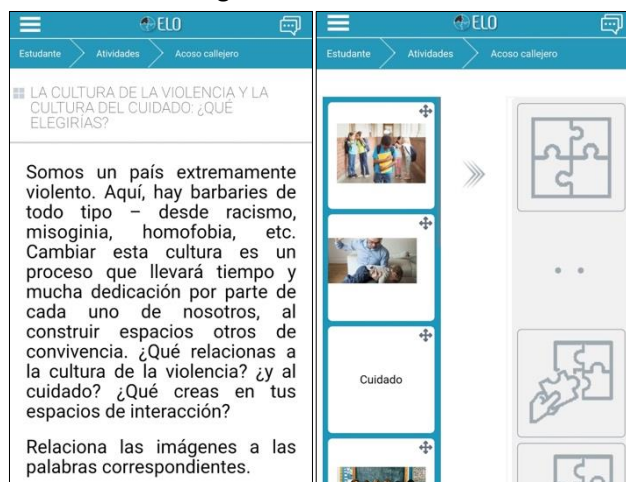 ELO
Estudante
Atividades
Acoso callejero
LA CULTURA DE LA VIOLENCIA Y LA
CULTURA DEL CUIDADO: ¿QUÉ
ELEGIRÍAS?
Somos un país extremamente
violento. Aquí, hay barbaries de
todo tipo – desde racismo,
misoginia, homofobia, etc.
Cambiar esta cultura es un
proceso que llevará tiempo y
mucha dedicación por parte de
cada uno de nosotros, al
construir espacios otros de
convivencia. ¿Qué relacionas a
la cultura de la violencia? ¿y al
cuidado? ¿Qué creas en tus
espacios de interacción?
Relaciona las imágenes a las
palabras correspondientes.
ELO
Estudante
Atividades
Acoso callejero
Cuidado